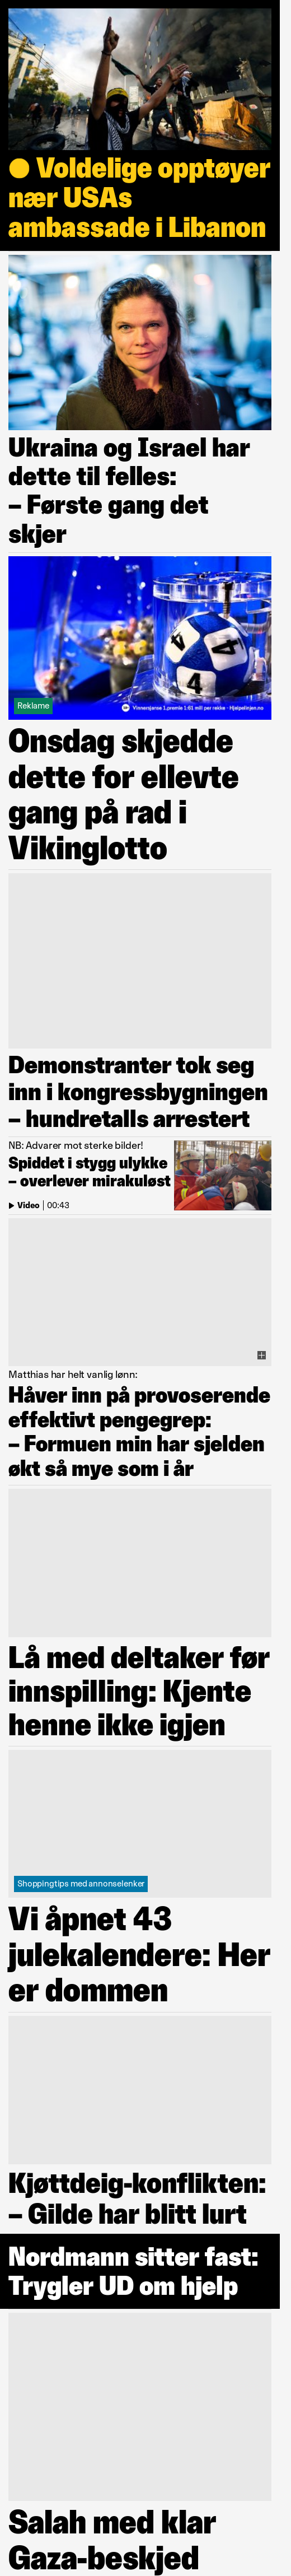 Voldelige opptøyer
nær USAs
ambassade i Libanon
Ukraina og Israel har
dette til felles:
– Første gang det
skjer
4
4
Reklame
Vinnersjanse 1.premie 1:61 mill per rekke · Hjelpelinjen.no
Onsdag skjedde
dette for ellevte
gang på rad i
Vikinglotto
Demonstranter tok seg
inn i kongressbygningen
– hundretalls arrestert
NB: Advarer mot sterke bilder!
Spiddet i stygg ulykke
– overlever mirakuløst
Video | 00:43
Matthias har helt vanlig lønn:
Håver inn på provoserende
effektivt pengegrep:
– Formuen min har sjelden
økt så mye som i år
Lå med deltaker før
innspilling: Kjente
henne ikke igjen
Shoppingtips med annonselenker
Vi åpnet 43
julekalendere: Her
er dommen
Kjøttdeig-konflikten:
– Gilde har blitt lurt
Nordmann sitter fast:
Trygler UD om hjelp
Salah med klar
Gaza-beskjed